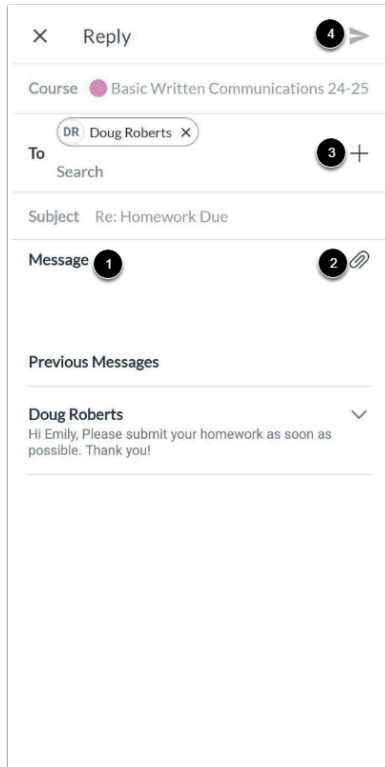 Reply 4
Course Basic Written Communications 24-25
DR Doug Roberts
To 3
Search
Subject Re: Homework Due
Message 1 2
Previous Messages
Doug Roberts
Hi Emily, Please submit your homework as soon as
possible. Thank you!